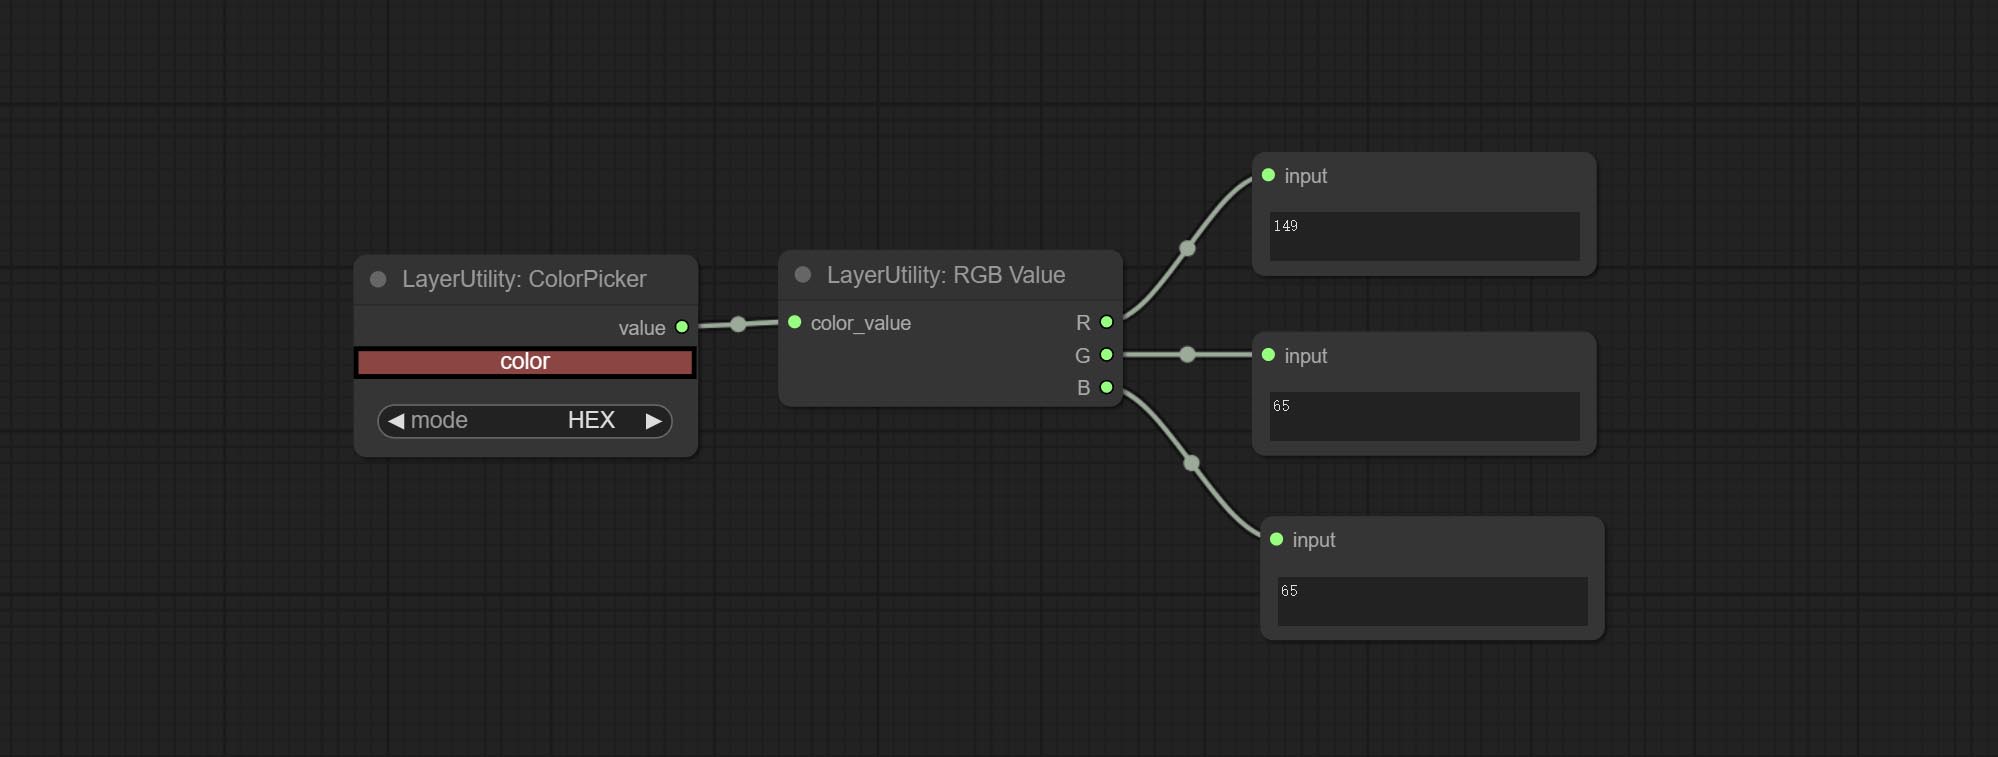 LayerUtility: ColorPicker
value
color
mode HEX
LayerUtility: RGB Value
color_value R
G
B
input
149
input
65
input
65